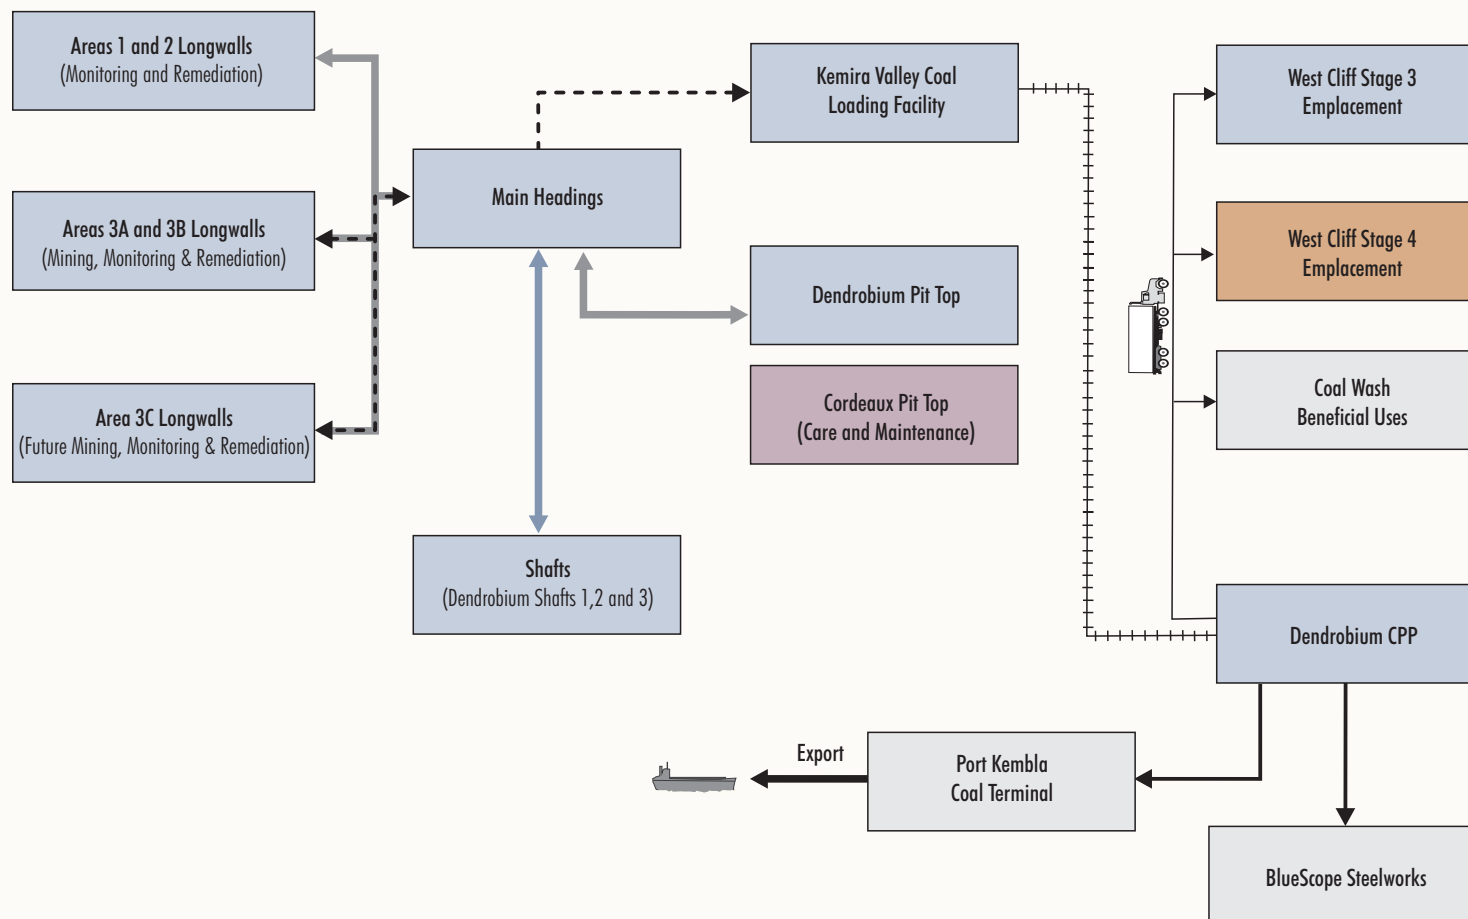 Areas 1 and 2 Longwalls
(Monitoring and Remediation)
Areas 3A and 3B Longwalls
(Mining, Monitoring & Remediation)
Area 3C Longwalls
(Future Mining, Monitoring & Remediation)
Main Headings
Shafts
(Dendrobium Shafts 1,2 and 3)
Kemira Valley Coal
Loading Facility
Dendrobium Pit Top
Cordeaux Pit Top
(Care and Maintenance)
West Cliff Stage 3
Emplacement
West Cliff Stage 4
Emplacement
Coal Wash
Beneficial Uses
Dendrobium CPP
Export
Port Kembla
Coal Terminal
BlueScope Steelworks